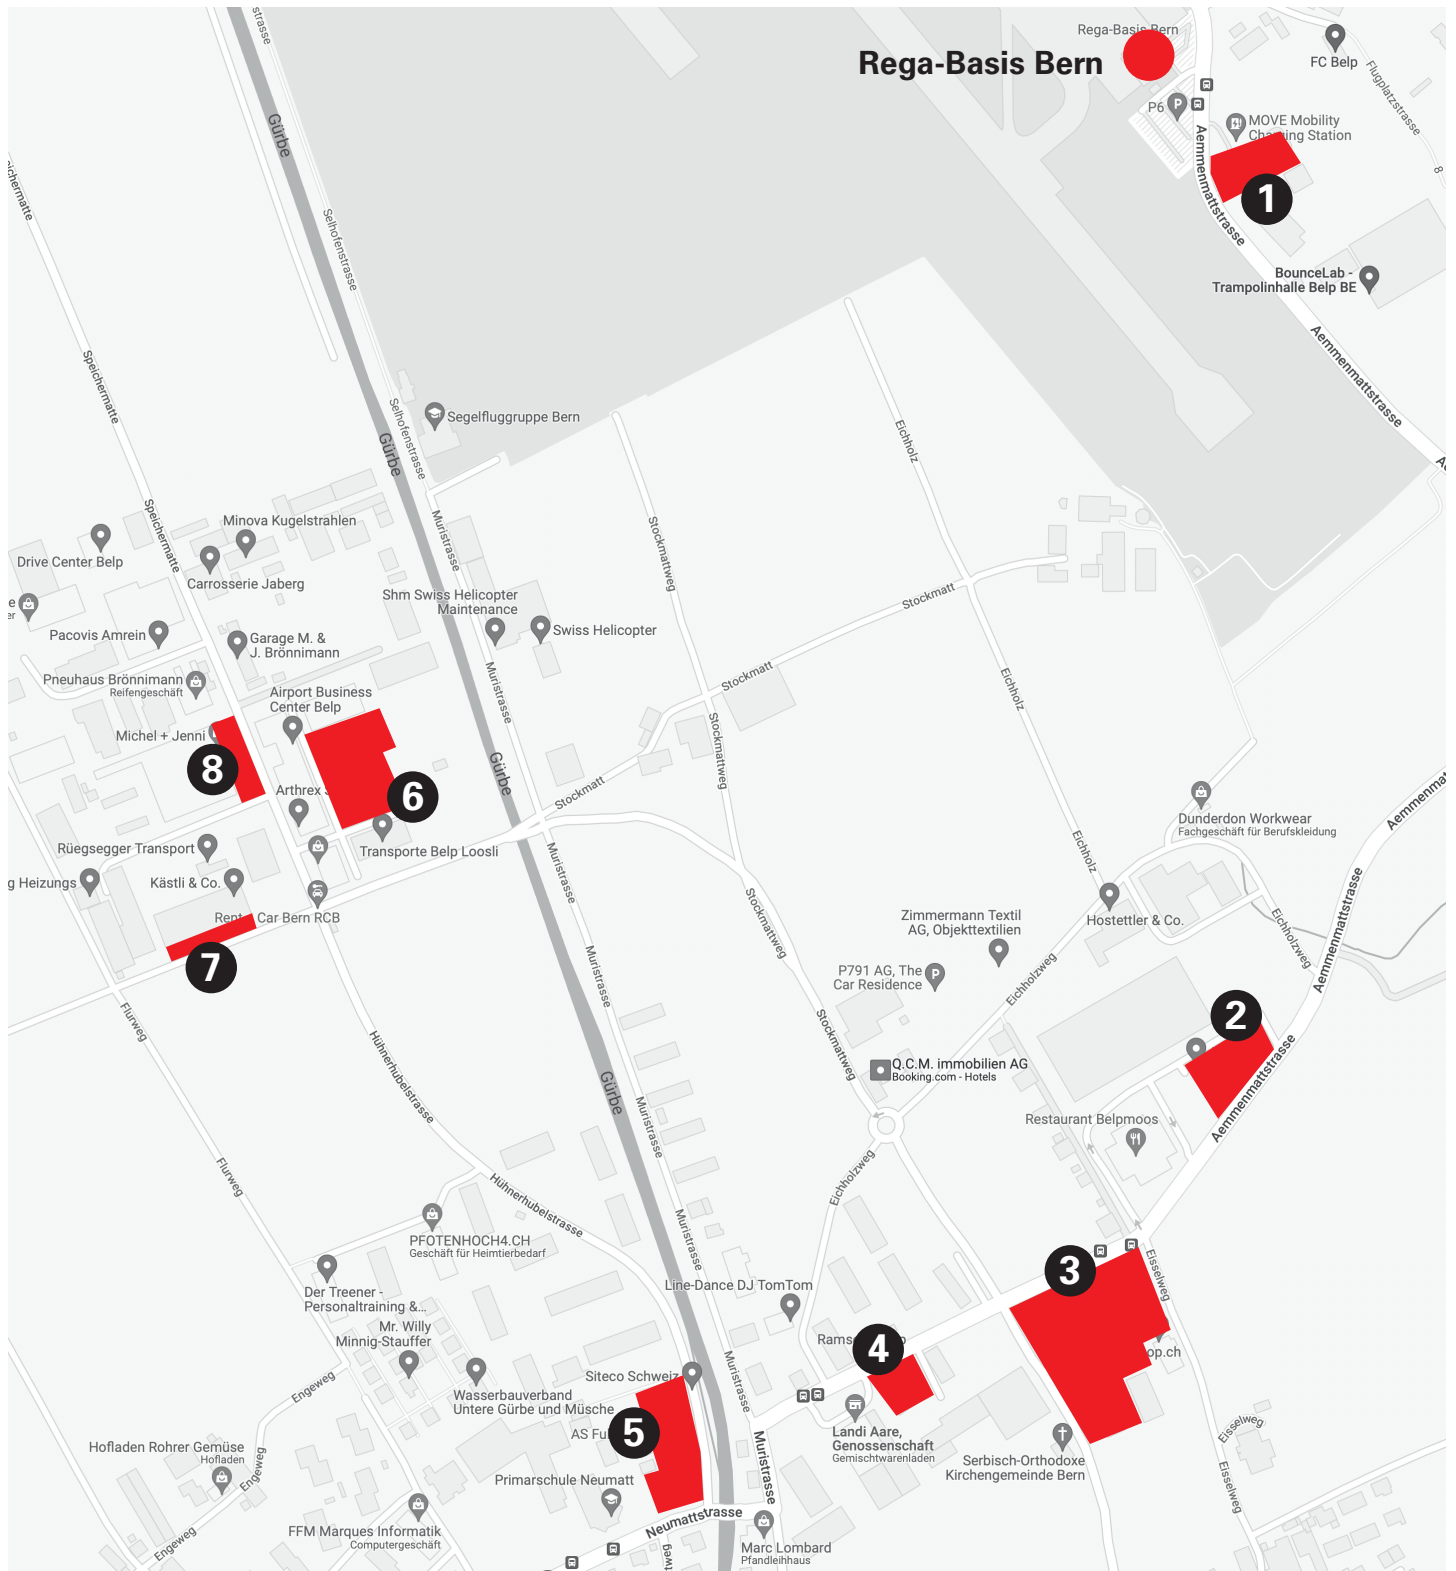 strasse
Rega-Basis Bern
Rega-Basis Bern
FC Belp
Flugplatzstrasse
P6
P
MOVE Mobility
Charging Station
1
8
Aemmenmattstrasse
BounceLab -
Trampolinhalle Belp BE
Aemmenmattstrasse
Gürbe
Selhofenstrasse
eichermatte
Speichermatte
Segelfluggruppe Bern
Selhofenstrasse
Gürbe
Eichholz
Speichermatte
Minova Kugelstrahlen
Drive Center Belp
Carrosserie Jaberg
Muristrasse
Stockmattweg
Shm Swiss Helicopter
Maintenance
Swiss Helicopter
Stockmatt
Pacovis Amrein
Garage M. &
J. Brönnimann
Pneuhaus Brönnimann
Reifengeschäft
Airport Business
Center Belp
Muristrasse
Stockmatt
Eichholz
Michel + Jenni
8
6
Gürbe
Stockmattweg
Stockmatt
Arthrex
Dunderdon Workwear
Fachgeschäft für Berufskleidung
Aemmenmat
Rüegsegger Transport
Transporte Belp Loosli
g Heizungs
Kästli & Co.
Muristrasse
Eichholz
Rent Car Bern RCB
7
Stockmattweg
Zimmermann Textil
AG, Objekttextilien
Hostettler & Co.
Eichholzweg
Aemmenmattstrasse
P791 AG, The
Car Residence
P
Eichholzweg
Muristrasse
2
Flurweg
Hühnerhubelstrasse
Stockmattweg
Q.C.M. immobilien AG
Booking.com - Hotels
Gürbe
Muristrasse
Restaurant Belpmoos
Aemmenmattstrasse
Flurweg
Hühnerhubelstrasse
Eichholzweg
PFOTENHOCH4.CH
Geschäft für Heimtierbedarf
Muristrasse
3
Eisselweg
Der Treener -
Personaltraining &...
Line-Dance DJ TomTom
Mr. Willy
Minnig-Stauffer
4
op.ch
Siteco Schweiz
Muristrasse
Engeweg
Wasserbauverband
Untere Gürbe und Müsche
5
Landi Aare,
Genossenschaft
Gemischtwarenladen
Eisselweg
Hofladen Rohrer Gemüse
Hofladen
Engeweg
Primarschule Neumatt
Muristrasse
Serbisch-Orthodoxe
Kirchengemeinde Bern
Eisselweg
Neumattstrasse
FFM Marques Informatik
Computergeschäft
Engeweg
Marc Lombard
Pfandleihhaus